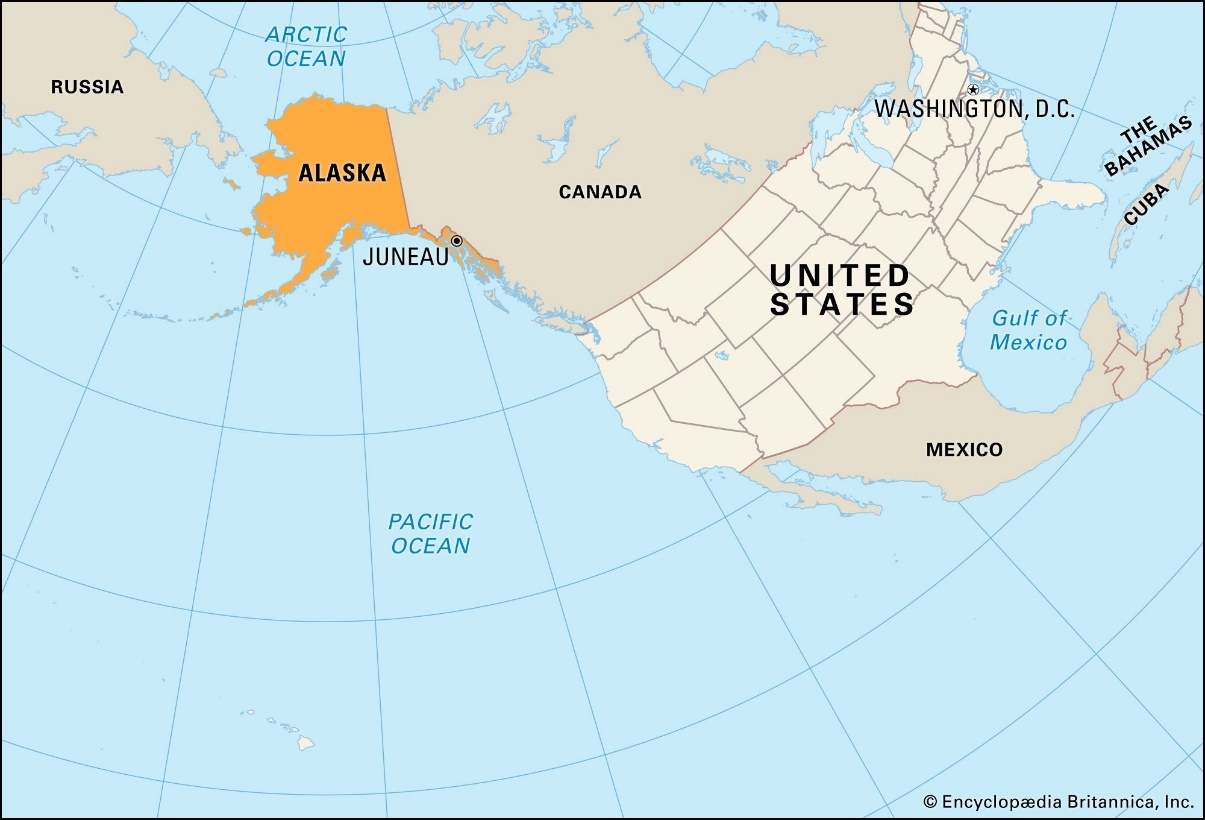 ARCTIC
OCEAN
RUSSIA
WASHINGTON, D.C.
THE
BAHAMAS
ALASKA
CANADA
CUBA
JUNEAU
UNITED
STATES
Gulf of
Mexico
MEXICO
PACIFIC
OCEAN
© Encyclopædia Britannica, Inc.